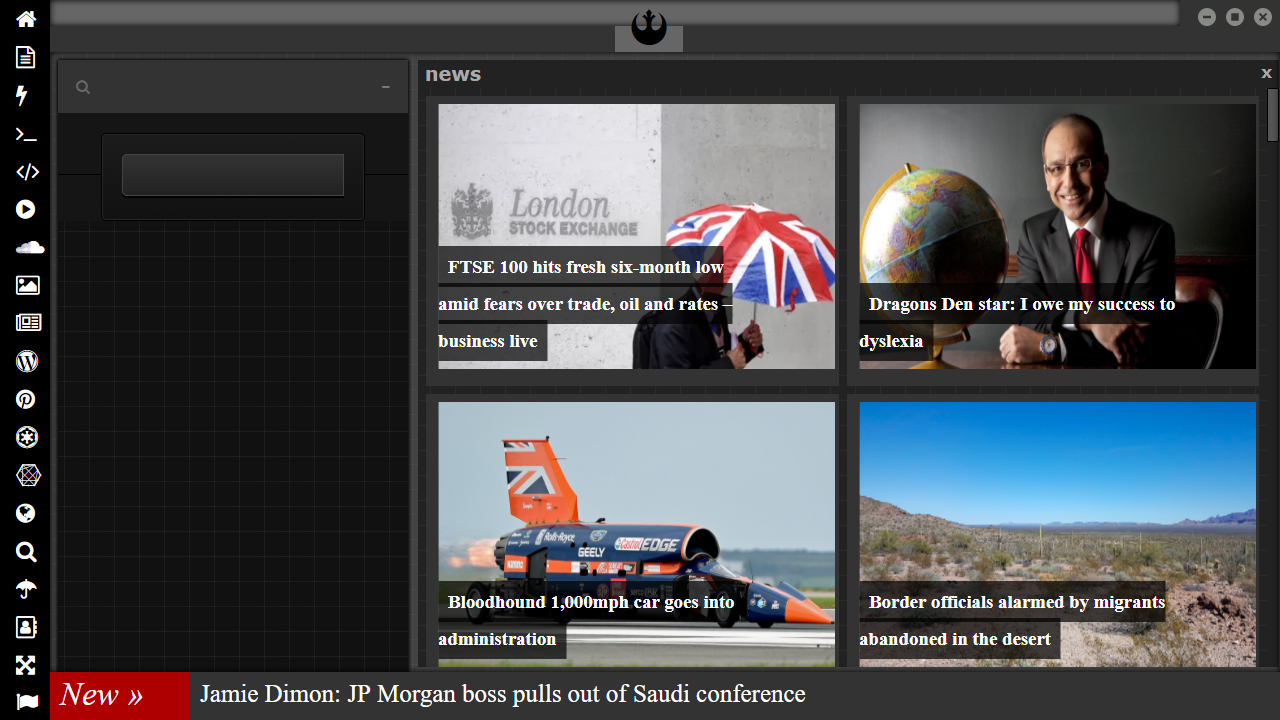 news
x
London
STOCK EXCHANGE
FTSE 100 hits fresh six-month low
amid fears over trade, oil and rates –
business live
Dragons Den star: I owe my success to
dyslexia
Rolls-Royce
GEELY
Castrol EDGE
Bloodhound 1,000mph car goes into
administration
Border officials alarmed by migrants
abandoned in the desert
New »
Jamie Dimon: JP Morgan boss pulls out of Saudi conference